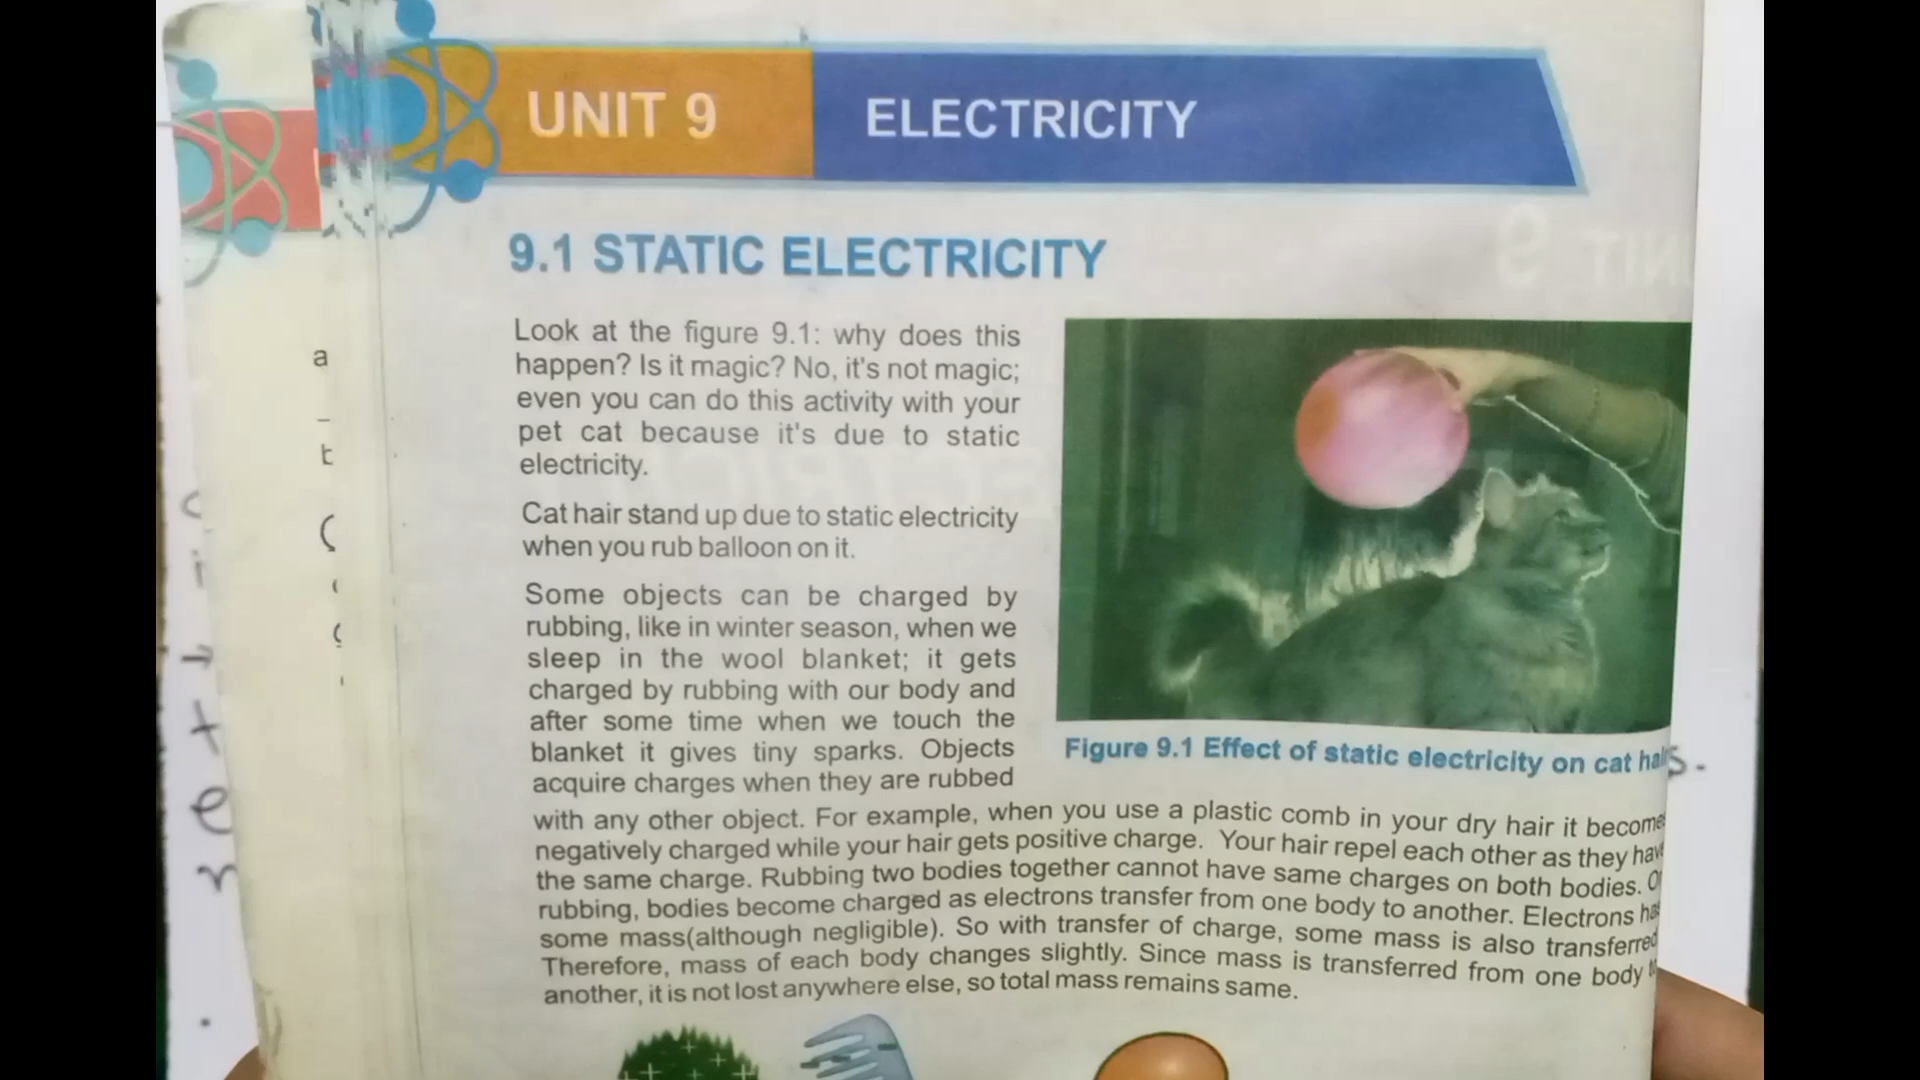 UNIT 9
ELECTRICITY
9.1 STATIC ELECTRICITY
Look at the figure 9.1: why does this
happen? Is it magic? No, it's not magic;
even you can do this activity with your
pet cat because it's due to static
electricity.
Cat hair stand up due to static electricity
when you rub balloon on it.
Some objects can be charged by
rubbing, like in winter season, when we
sleep in the wool blanket; it gets
charged by rubbing with our body and
after some time when we touch the
blanket it gives tiny sparks. Objects
acquire charges when they are rubbed
Figure 9.1 Effect of static electricity on cat hairs.
with any other object. For example, when you use a plastic comb in your dry hair it become
negatively charged while your hair gets positive charge. Your hair repel each other as they have
the same charge. Rubbing two bodies together cannot have same charges on both bodies.
rubbing, bodies become charged as electrons transfer from one body to another. Electrons has
some mass(although negligible). So with transfer of charge, some mass is also transferred
Therefore, mass of each body changes slightly. Since mass is transferred from one body to
another, it is not lost anywhere else, so total mass remains same.